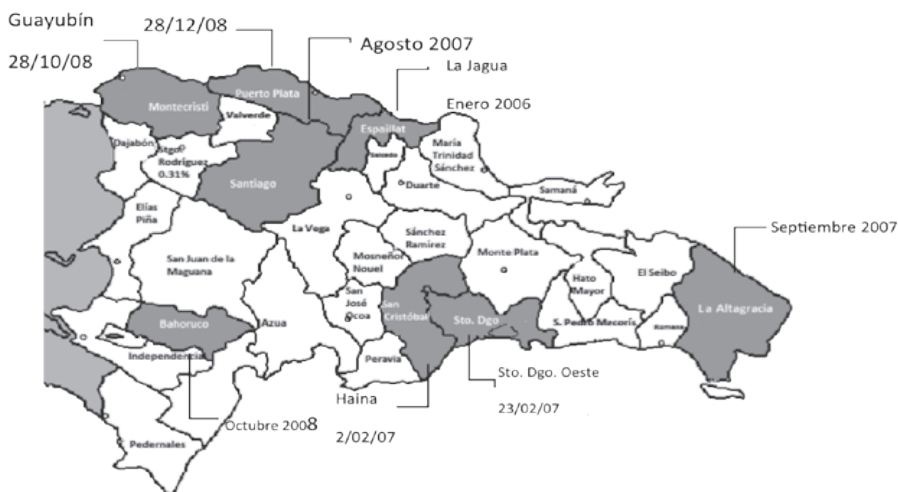 Guayubín
28/10/08
28/12/08
Agosto 2007
La Jagua
Enero 2006
Puerto Plata
Montecristi
Valverde
Espaillat
Dajabón
Stgo.
Rodríguez
0.31%
Santiago
Salcedo
María
Trinidad
Sánchez
Duarte
Samaná
Elías
Piña
La Vega
Sánchez
Ramírez
Septiembre 2007
San Juan de la
Maguana
Mosneñor
Nouel
Monte Plata
Hato
Mayor
El Seibo
La Altagracia
Bahoruco
Azua
San
José
Ocoa
San
Cristóbal
Sto. Dgo
S. Pedro Mecorís
Romana
Independencia
Peravia
Sto. Dgo. Oeste
23/02/07
Haina
2/02/07
Octubre 2008
Pedernales